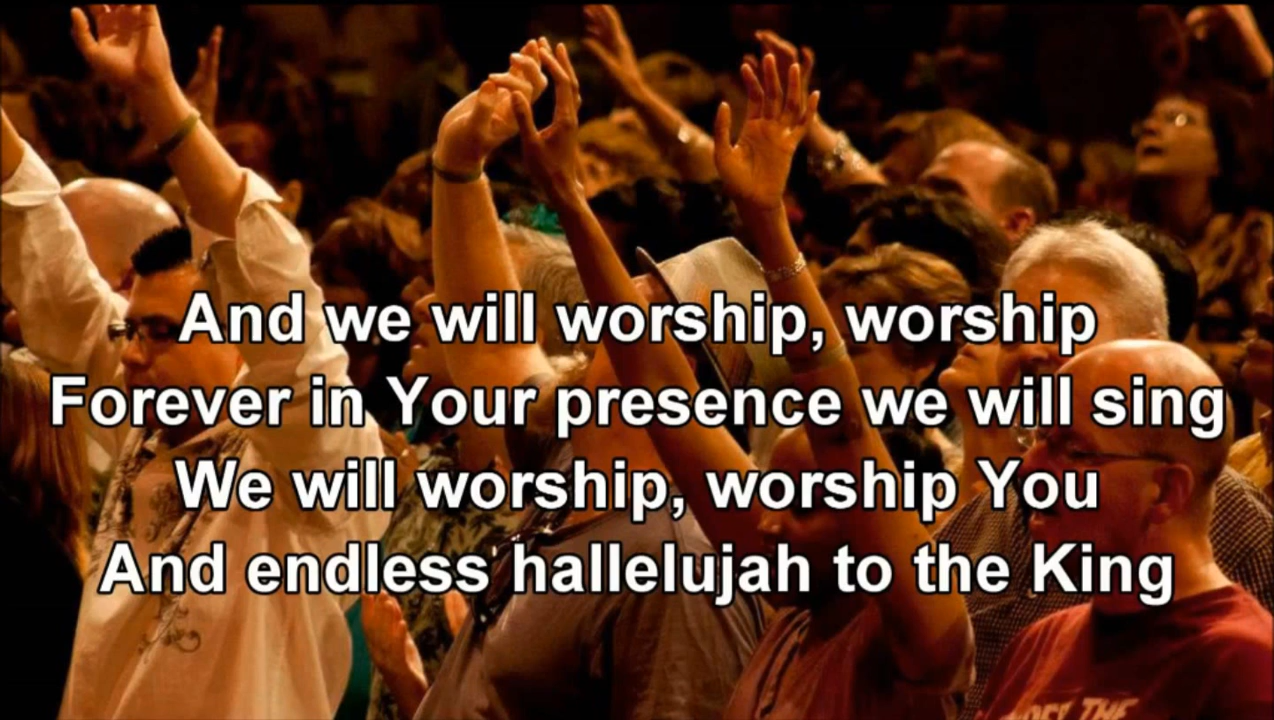 And we will worship, worship
Forever in Your presence we will sing
We will worship, worship You
And endless hallelujah to the King